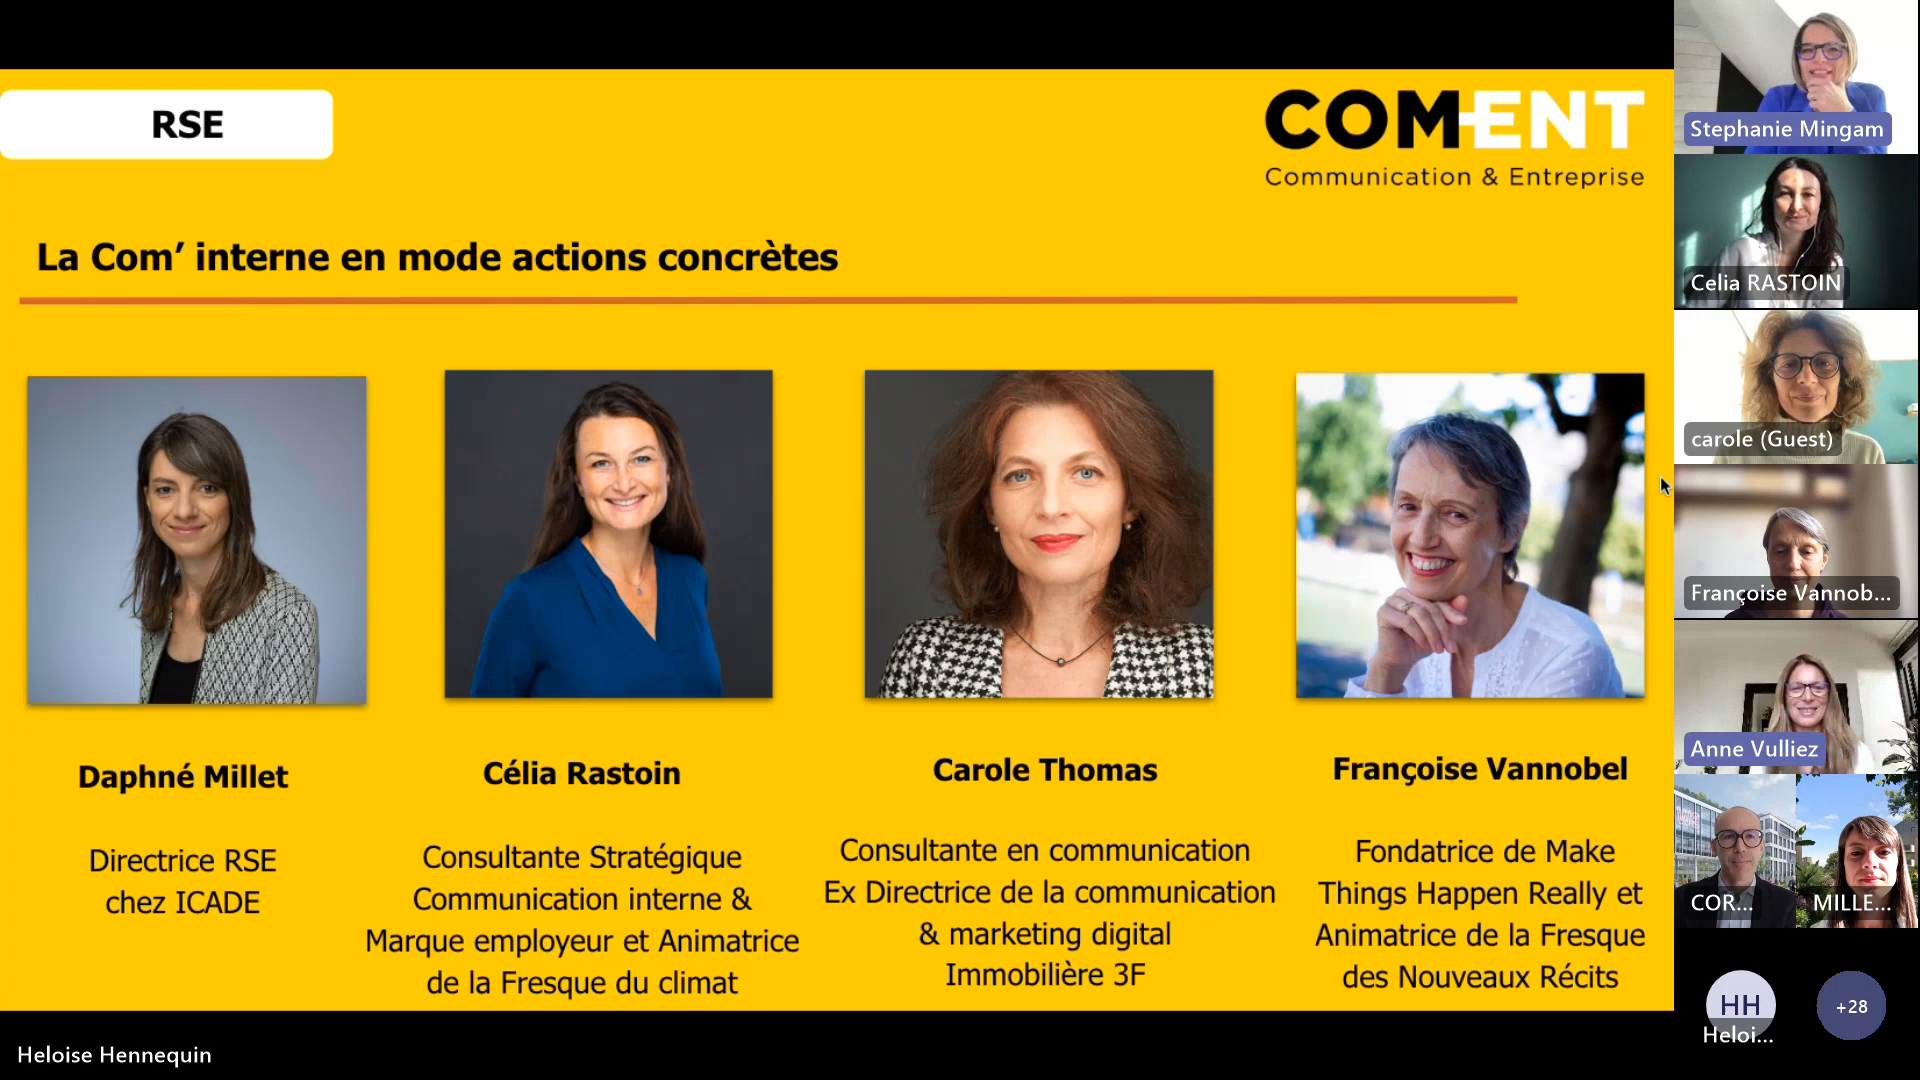 RSE
COM-ENT
Communication & Entreprise
La Com’ interne en mode actions concrètes
Daphné Millet
Directrice RSE
chez ICADE
Célia Rastoin
Consultante Stratégique
Communication interne &
Marque employeur et Animatrice
de la Fresque du climat
Carole Thomas
Consultante en communication
Ex Directrice de la communication
& marketing digital
Immobilière 3F
Françoise Vannobel
Fondatrice de Make
Things Happen Really et
Animatrice de la Fresque
des Nouveaux Récits
Stephanie Mingam
Celia RASTOIN
carole (Guest)
Françoise Vannob...
Anne Vulliez
COR...
MILLE...
HH
Heloi...
+28
Heloise Hennequin